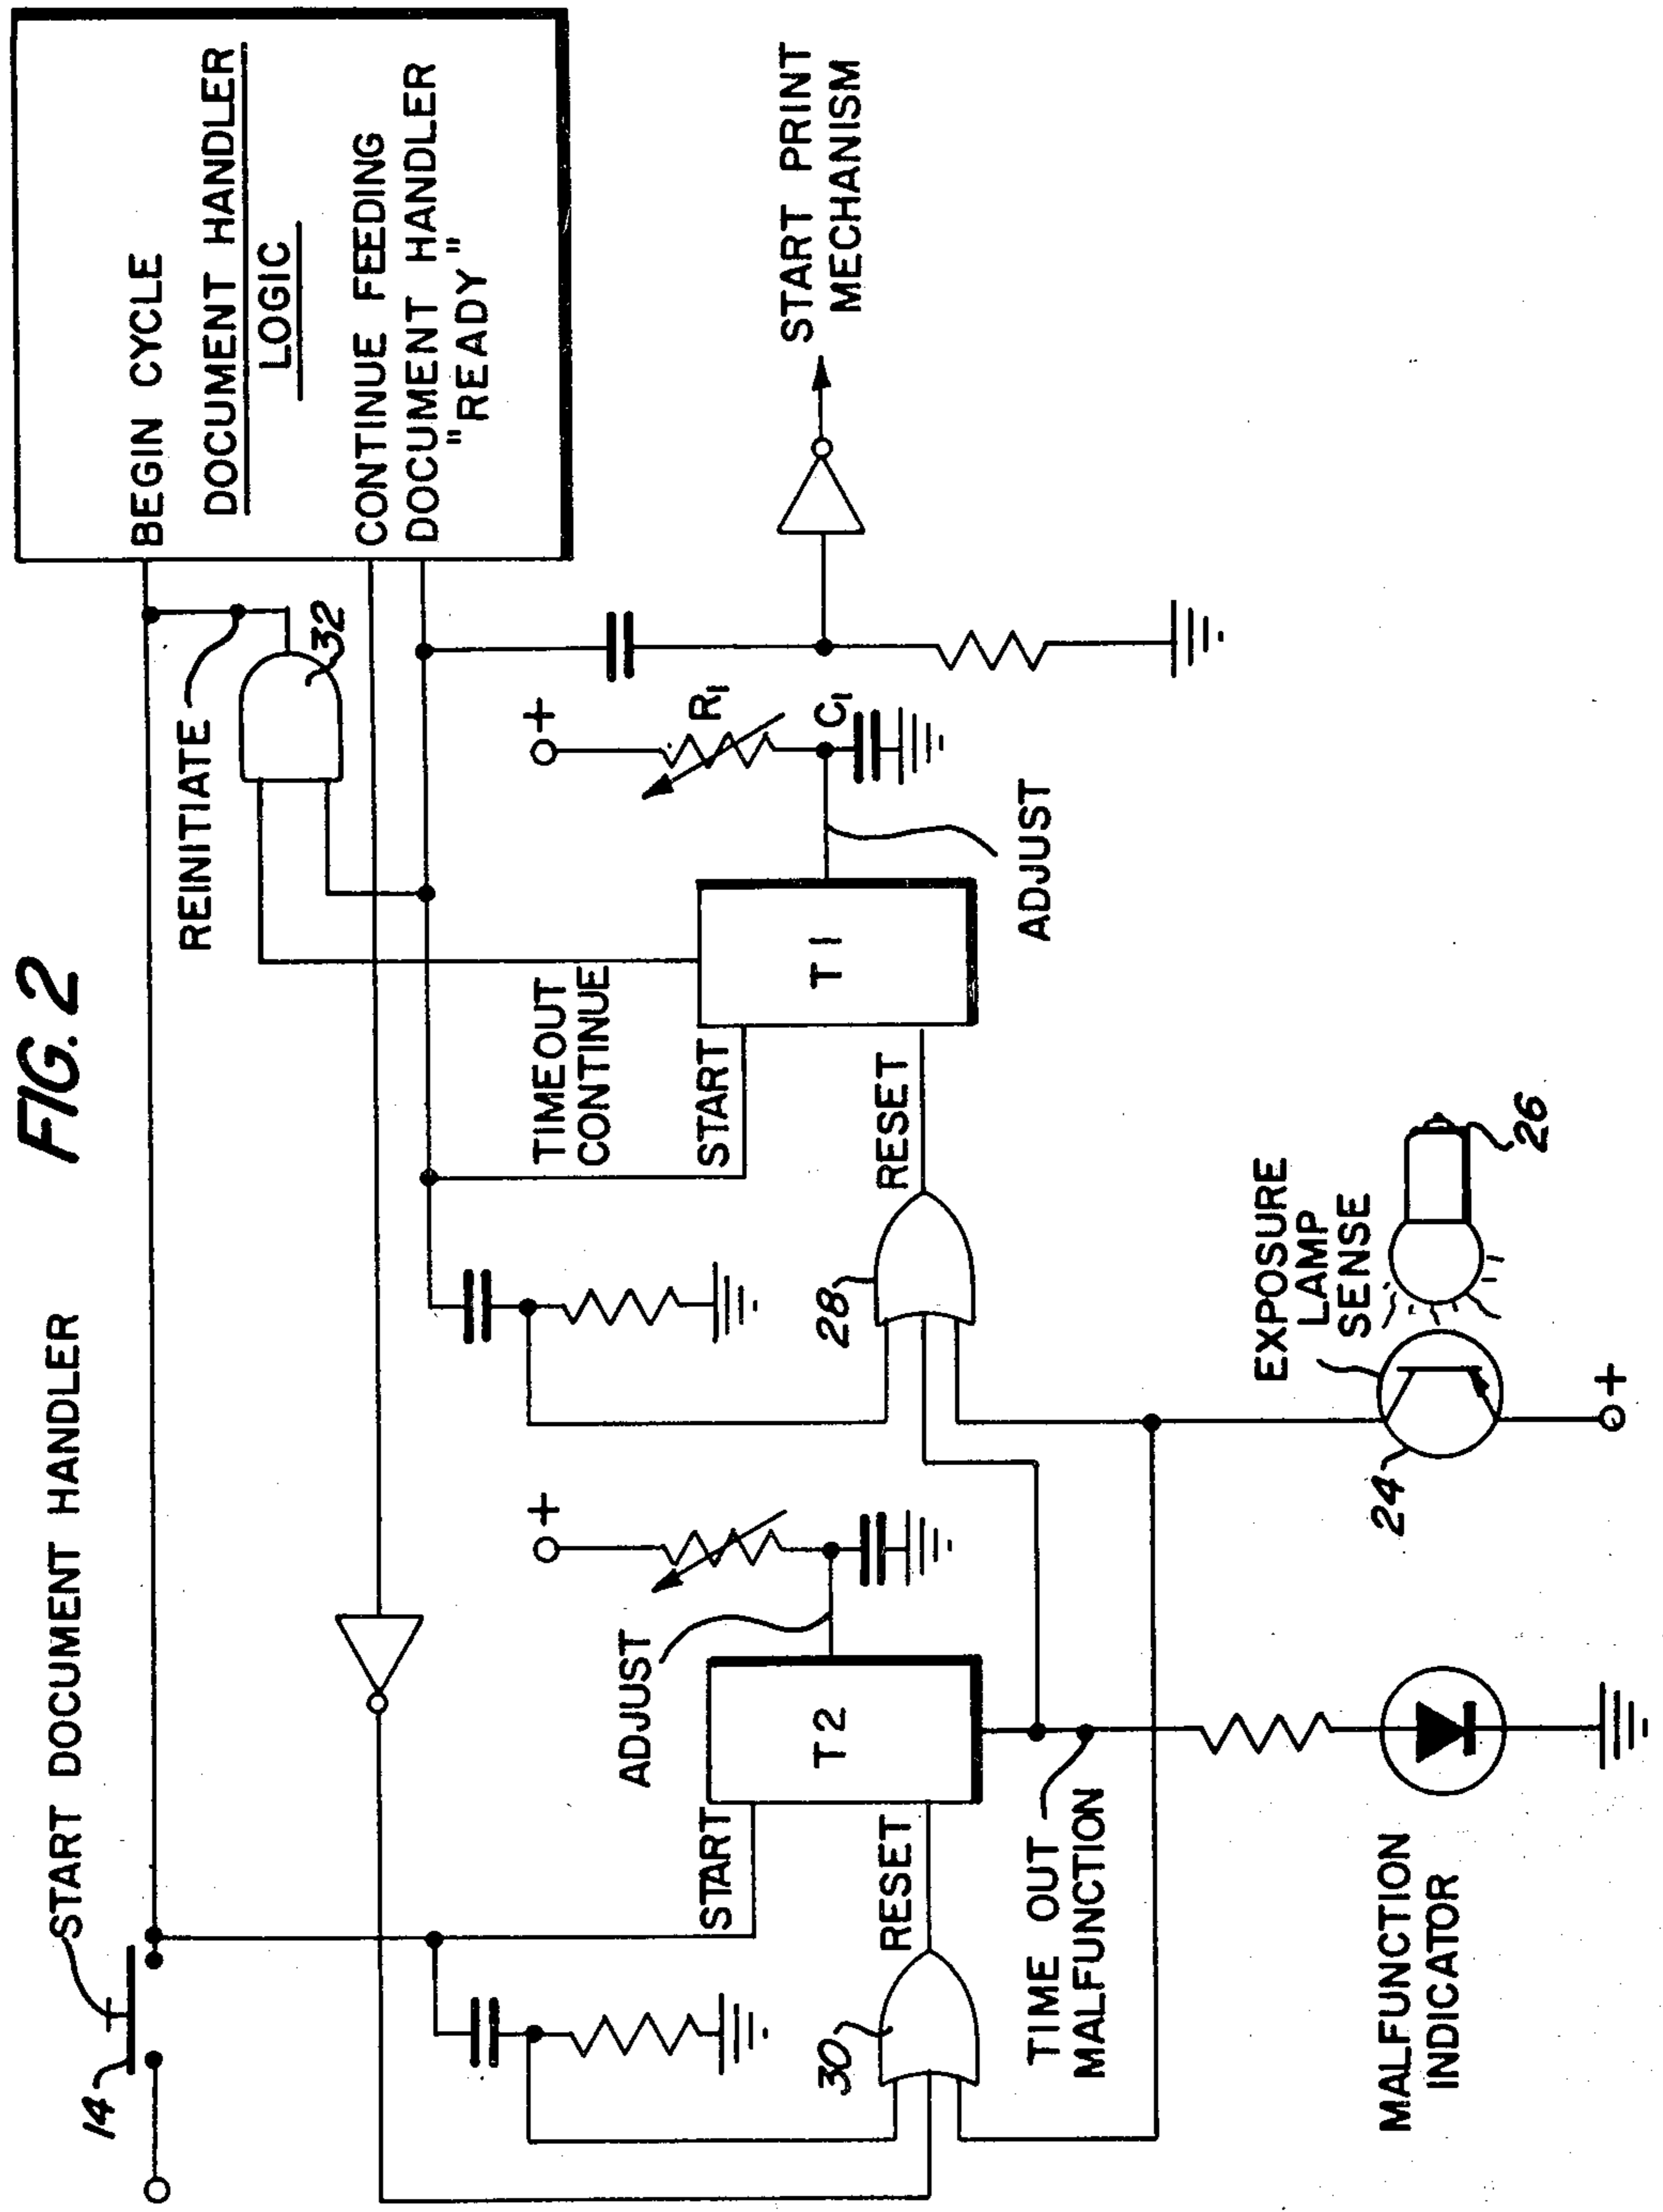 FIG. 2
START DOCUMENT HANDLER
14
BEGIN CYCLE
DOCUMENT HANDLER
LOGIC
CONTINUE FEEDING
DOCUMENT HANDLER
"READY"
REINITIATE
32
TIMEOUT
CONTINUE
START
RESET
T1
+
R1
C1
ADJUST
START PRINT
MECHANISM
28
START
RESET
T2
ADJUST
+
30
TIME OUT
MALFUNCTION
MALFUNCTION
INDICATOR
EXPOSURE
LAMP
SENSE
24
26
+